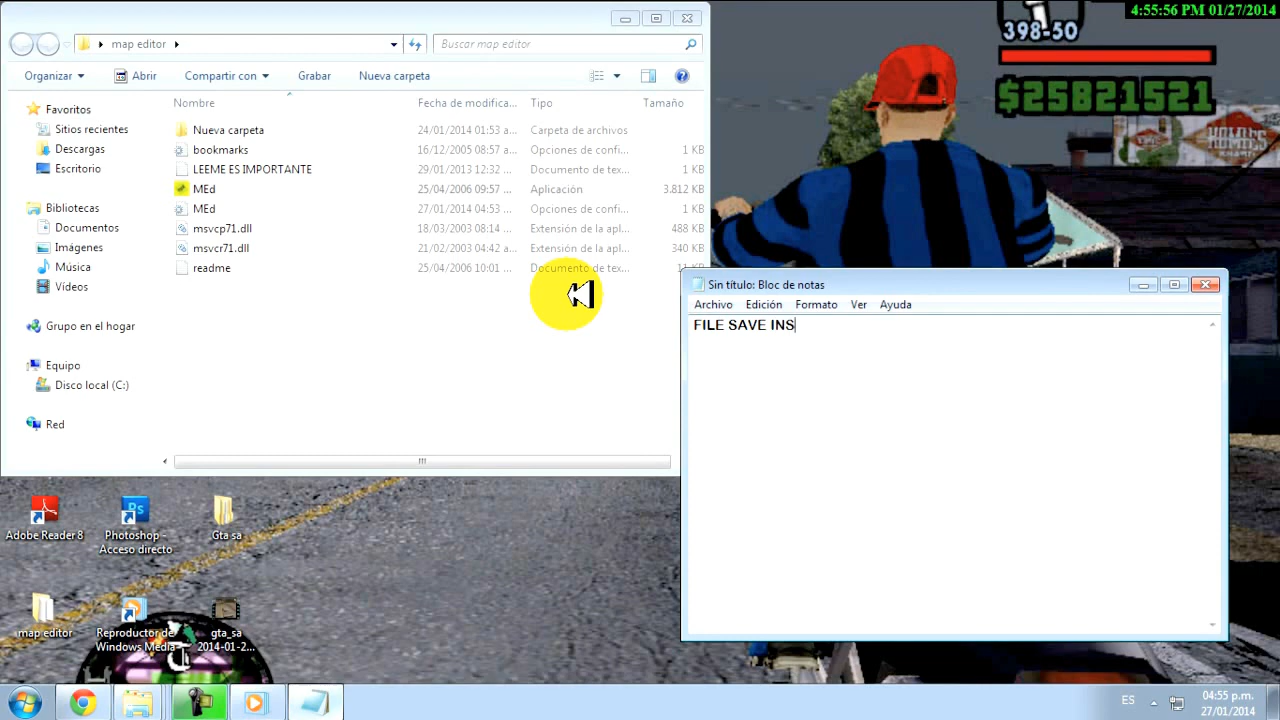 4:55:56 PM 01/27/2014
398-50
$25821521
HOMIES
map editor
Buscar map editor
Organizar
Abrir
Compartir con
Grabar
Nueva carpeta
Nombre
Fecha de modifica...
Tipo
Tamaño
Nueva carpeta 24/01/2014 01:53 a... Carpeta de archivos
bookmarks 16/12/2005 08:57 a... Opciones de confi... 1 KB
LEEME ES IMPORTANTE 29/01/2013 12:32 ... Documento de tex... 1 KB
MEd 25/04/2006 09:57 ... Aplicación 3.812 KB
MEd 27/01/2014 04:53 ... Opciones de confi... 1 KB
msvcp71.dll 18/03/2003 08:14 ... Extensión de la apl... 488 KB
msvcr71.dll 21/02/2003 04:42 ... Extensión de la apl... 340 KB
readme 25/04/2006 10:01 ... Documento de tex...
Favoritos
Sitios recientes
Descargas
Escritorio
Bibliotecas
Documentos
Imágenes
Música
Vídeos
Grupo en el hogar
Equipo
Disco local (C:)
Red
Sin título: Bloc de notas
Archivo Edición Formato Ver Ayuda
FILE SAVE INS
Adobe Reader 8
Photoshop - Acceso directo
Gta sa
map editor
Reproductor de Windows Media
gta_sa 2014-01-2...
ES
04:55 p.m.
27/01/2014